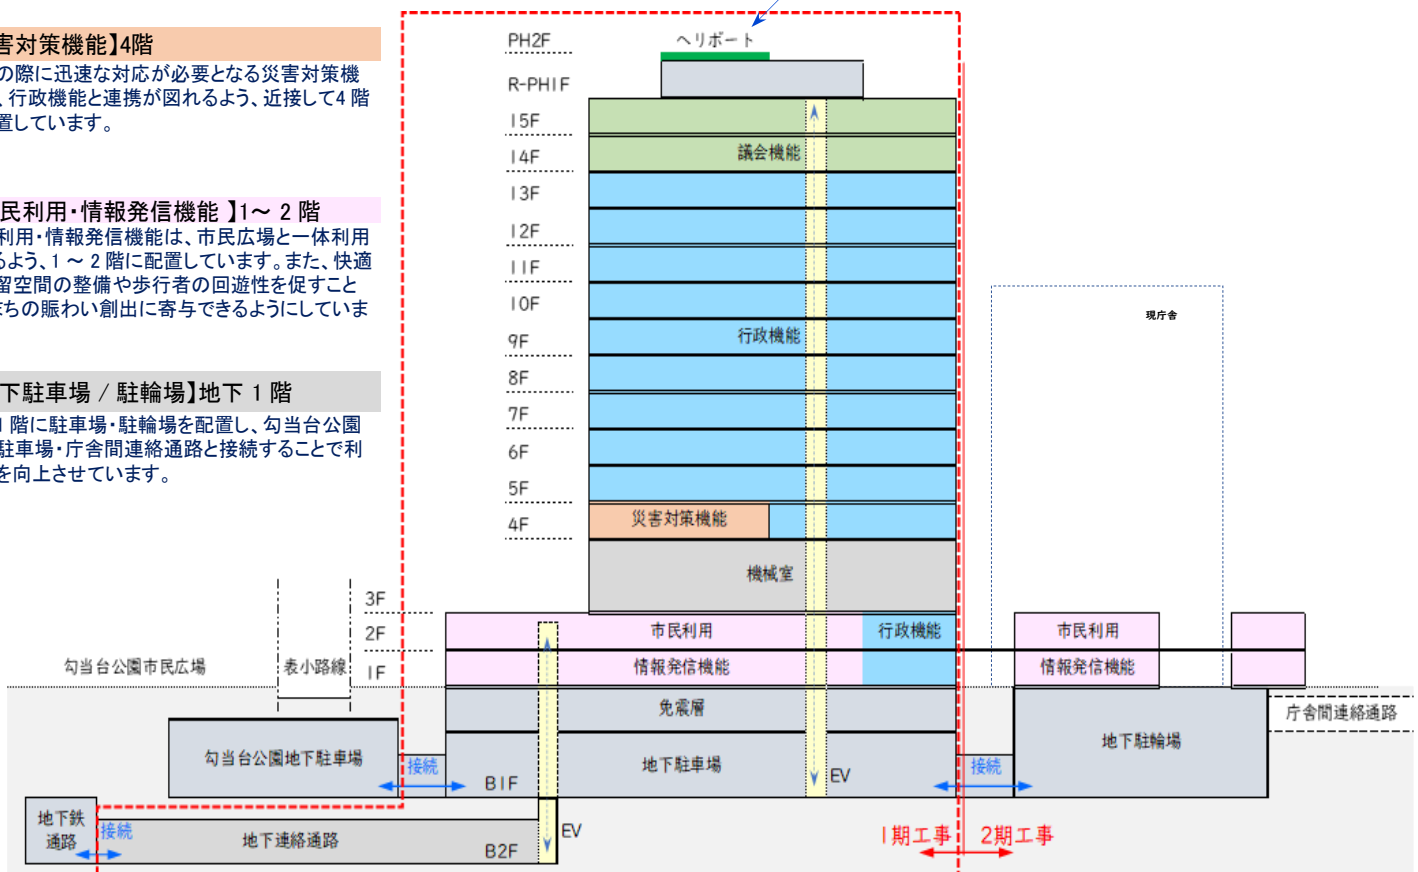 害対策機能】4階
の際に迅速な対応が必要となる災害対策機
、行政機能と連携が図れるよう、近接して4 階
置しています。
民利用・情報発信機能 】1～ 2 階
利用・情報発信機能は、市民広場と一体利用
るよう、1 ～ 2 階に配置しています。また、快適
留空間の整備や歩行者の回遊性を促すこと
まちの賑わい創出に寄与できるようにしていま
下駐車場 / 駐輪場】地下 1 階
1 階に駐車場・駐輪場を配置し、勾当台公園
駐車場・庁舎間連絡通路と接続することで利
を向上させています。
PH2F
ヘリポート
R-PH1F
15F
14F
議会機能
13F
12F
11F
10F
現庁舎
9F
行政機能
8F
7F
6F
5F
4F
災害対策機能
機械室
3F
2F
市民利用
行政機能
市民利用
勾当台公園市民広場
表小路線
1F
情報発信機能
情報発信機能
免震層
庁舎間連絡通路
勾当台公園地下駐車場
接続
地下駐車場
接続
地下駐輪場
B1F
EV
地下鉄
通路
接続
地下連絡通路
EV
B2F
1期工事
2期工事